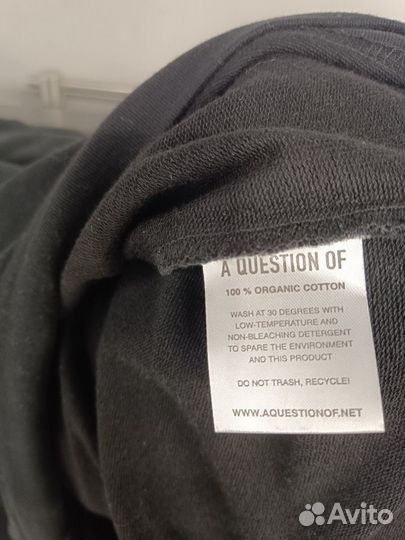 A QUESTION OF
100 % ORGANIC COTTON
WASH AT 30 DEGREES WITH
LOW-TEMPERATURE AND
NON-BLEACHING DETERGENT
TO SPARE THE ENVIRONMENT
AND THIS PRODUCT
DO NOT TRASH, RECYCLE!
WWW.AQUESTIONOF.NET
Avito